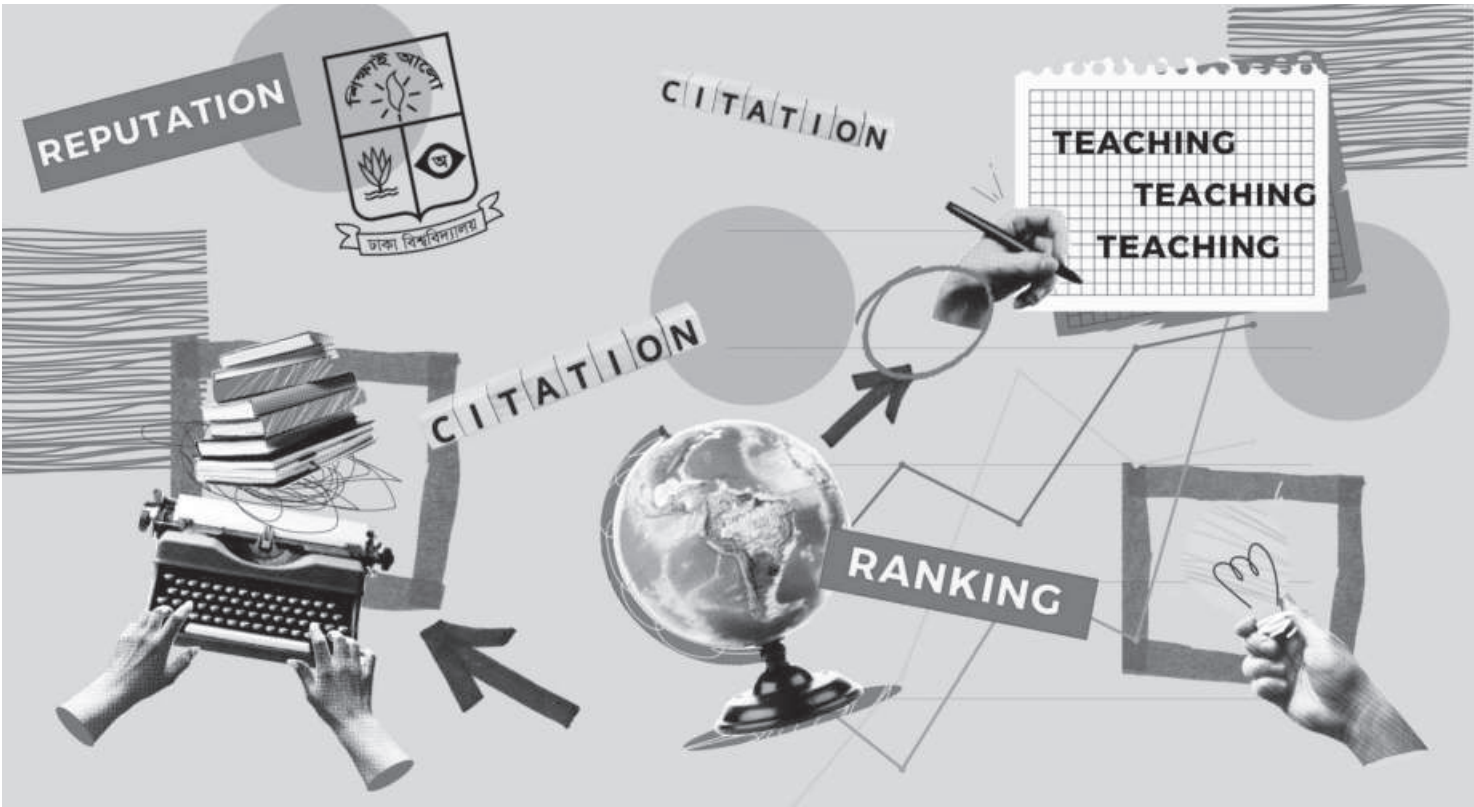 REPUTATION
শিক্ষাই আলো
অ
ঢাকা বিশ্ববিদ্যালয়
CITATION
TEACHING
TEACHING
TEACHING
CITATION
RANKING